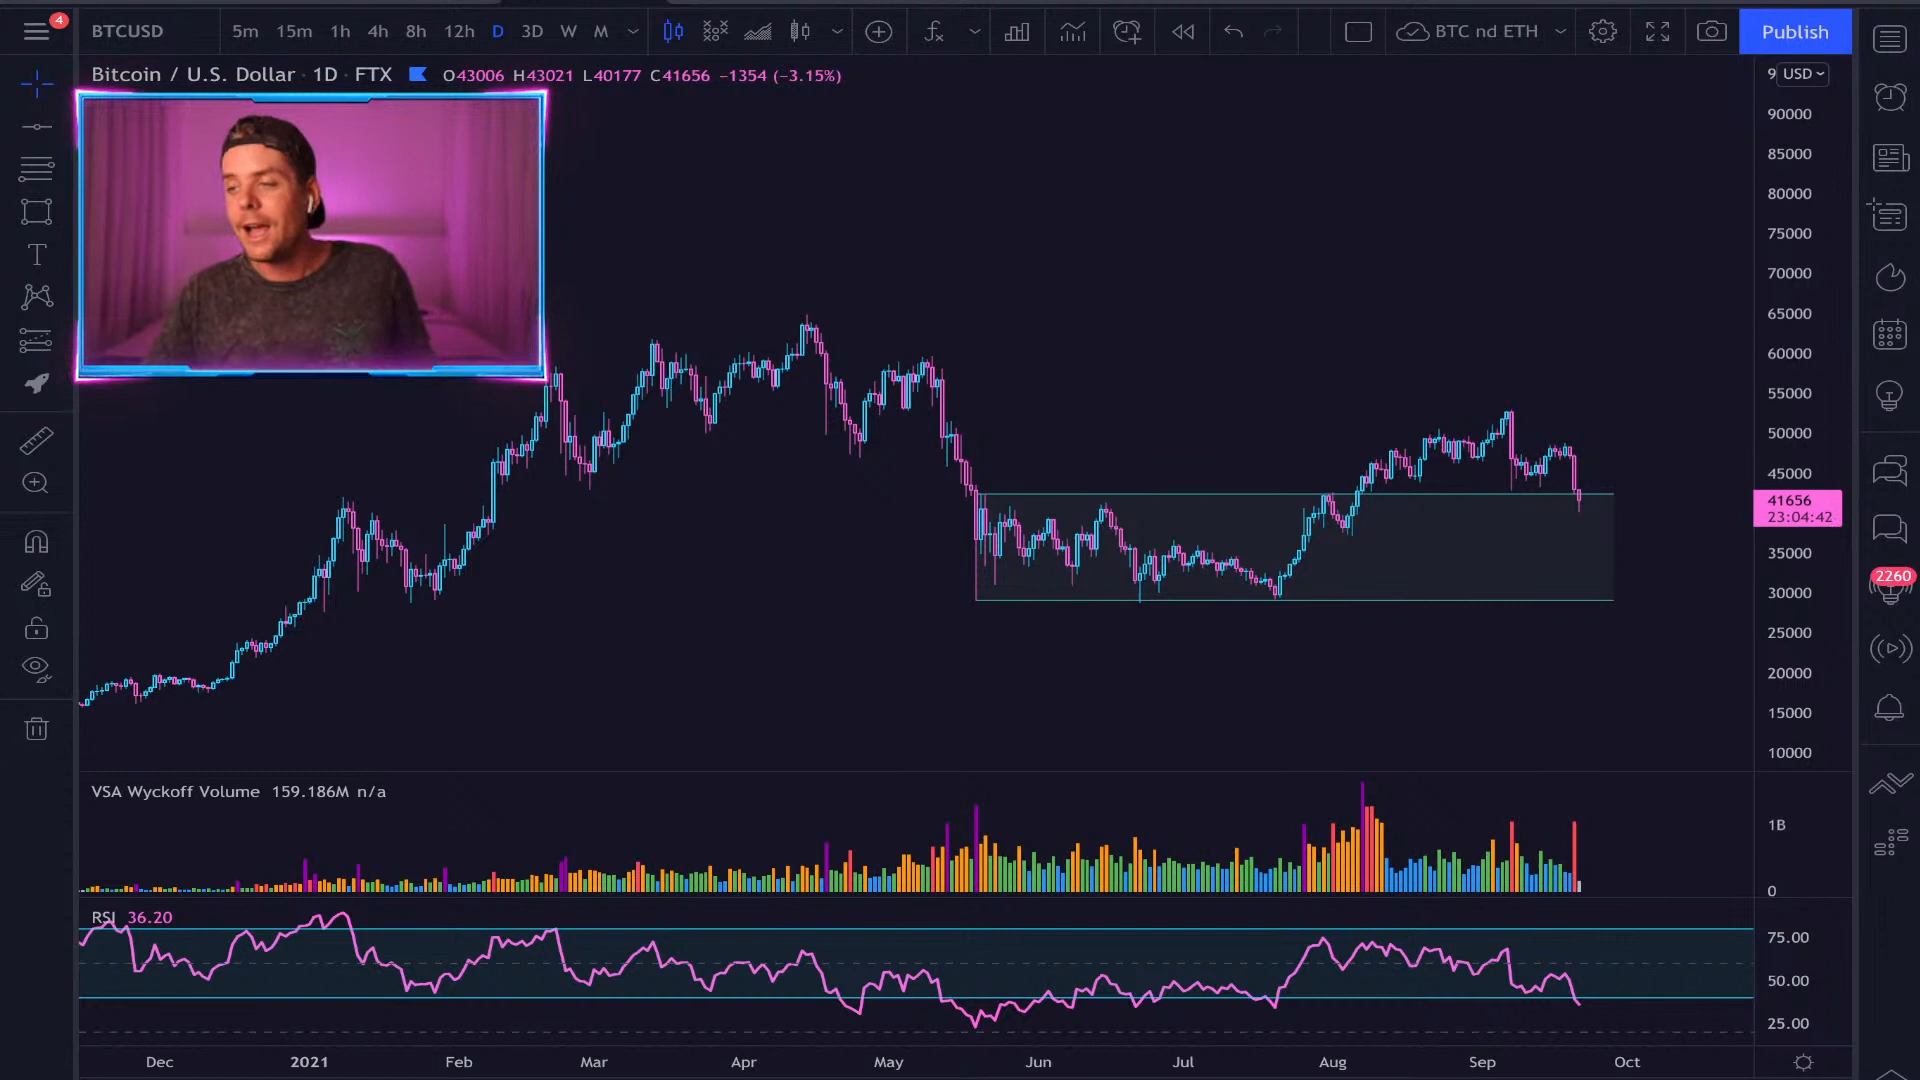 4
BTCUSD
5m 15m 1h 4h 8h 12h D 3D W M
BTC nd ETH
Publish
Bitcoin / U.S. Dollar · 1D · FTX
O43006 H43021 L40177 C41656 −1354 (−3.15%)
9
USD
90000
85000
80000
75000
70000
65000
60000
55000
50000
45000
41656
23:04:42
35000
30000
25000
20000
15000
10000
2260
VSA Wyckoff Volume 159.186M n/a
1B
0
RSI 36.20
75.00
50.00
25.00
Dec 2021 Feb Mar Apr May Jun Jul Aug Sep Oct